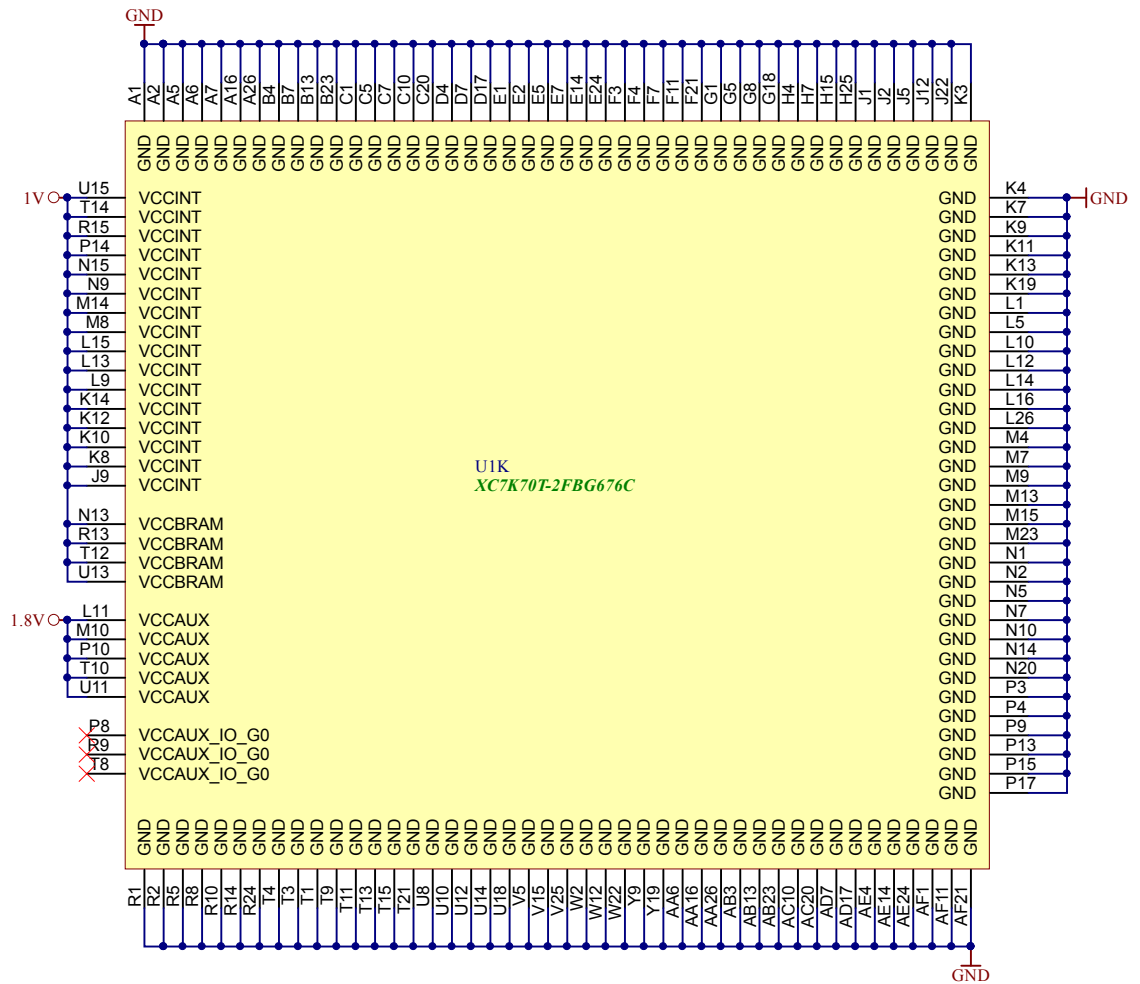 GND
A1 A2 A5 A6 A7 A16 A26 B4 B7 B13 B23 C1 C5 C7 C10 C20 D4 D7 D17 E1 E2 E5 E7 E14 E24 F3 F4 F7 F11 F21 G1 G5 G8 G18 H4 H7 H15 H25 J1 J2 J5 J12 J22 K3
GND GND GND GND GND GND GND GND GND GND GND GND GND GND GND GND GND GND GND GND GND GND GND GND GND GND GND GND GND GND GND GND GND GND GND GND GND GND GND GND GND GND GND GND
1V U15 VCCINT GND K4 GND
T14 VCCINT GND K7
R15 VCCINT GND K9
P14 VCCINT GND K11
N15 VCCINT GND K13
N9 VCCINT GND K19
M14 VCCINT GND L1
M8 VCCINT GND L5
L15 VCCINT GND L10
L13 VCCINT GND L12
L9 VCCINT GND L14
K14 VCCINT GND L16
K12 VCCINT GND L26
K10 VCCINT GND M4
K8 VCCINT GND M7
U1K
J9 VCCINT GND M9
XC7K70T-2FBG676C
GND M13
N13 VCCBRAM GND M15
R13 VCCBRAM GND M23
T12 VCCBRAM GND N1
U13 VCCBRAM GND N2
GND N5
1.8V L11 VCCAUX GND N7
M10 VCCAUX GND N10
P10 VCCAUX GND N14
T10 VCCAUX GND N20
U11 VCCAUX GND P3
GND P4
P8 VCCAUX_IO_G0 GND P9
R9 VCCAUX_IO_G0 GND P13
T8 VCCAUX_IO_G0 GND P15
GND P17
GND GND GND GND GND GND GND GND GND GND GND GND GND GND GND GND GND GND GND GND GND GND GND GND GND GND GND GND GND GND GND GND GND GND GND GND GND GND GND GND GND GND GND GND
R1 R2 R5 R8 R10 R14 R24 T4 T3 T1 T9 T11 T13 T15 T21 U8 U10 U12 U14 U18 V5 V15 V25 W2 W12 W22 Y9 Y19 AA6 AA16 AA26 AB3 AB13 AB23 AC10 AC20 AD7 AD17 AE4 AE14 AE24 AF1 AF11 AF21
GND